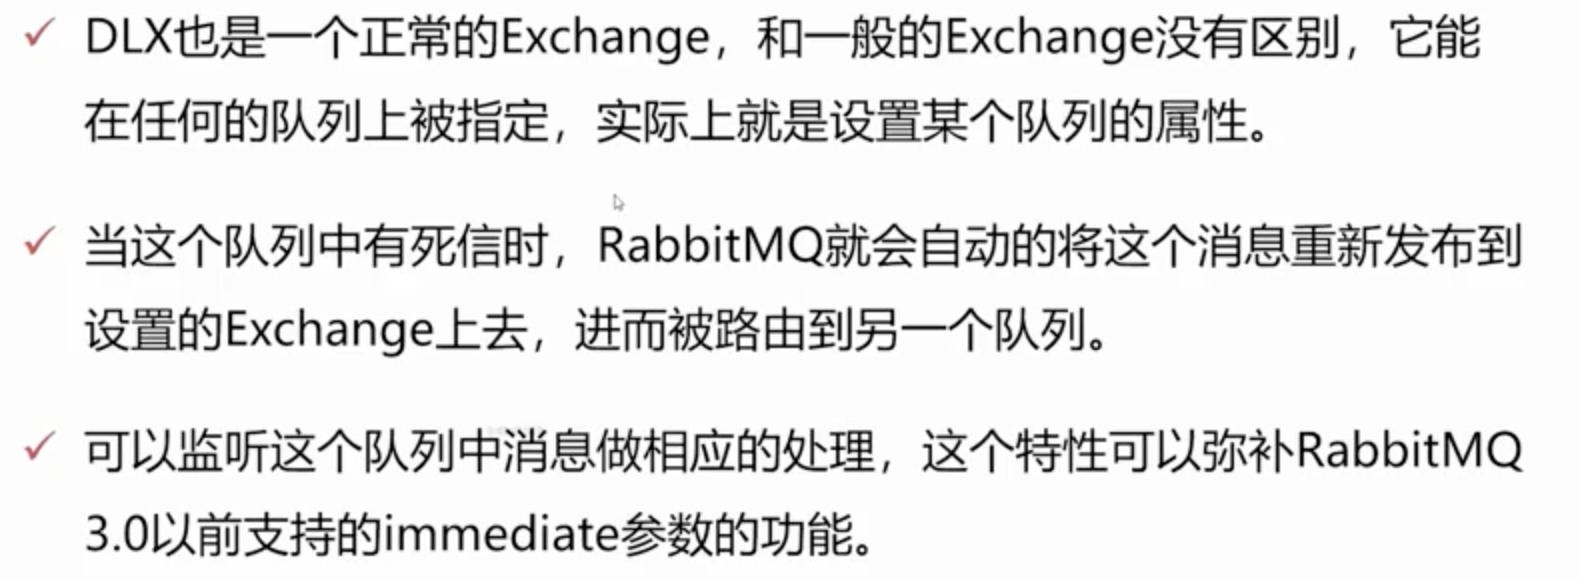 ✓ DLX也是一个正常的Exchange，和一般的Exchange没有区别，它能
在任何的队列上被指定，实际上就是设置某个队列的属性。
✓ 当这个队列中有死信时，RabbitMQ就会自动的将这个消息重新发布到
设置的Exchange上去，进而被路由到另一个队列。
✓ 可以监听这个队列中消息做相应的处理，这个特性可以弥补RabbitMQ
3.0以前支持的immediate参数的功能。